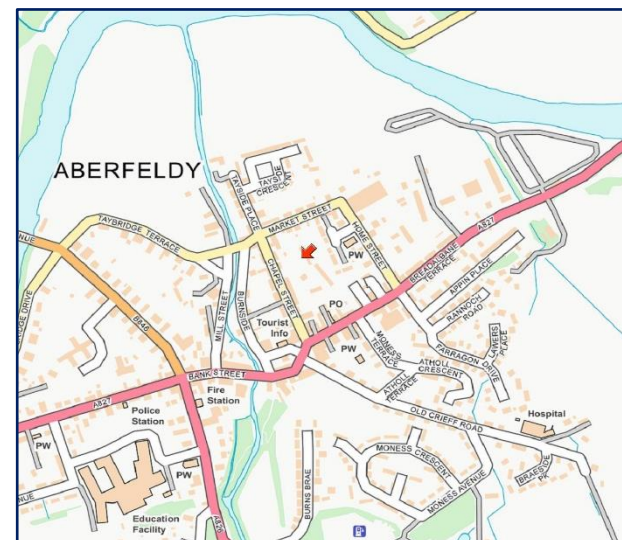 ABERFELDY
TAYSIDE PLACE
TAYSIDE
CRESCENT
TAYBRIDGE TERRACE
MARKET STREET
HOME STREET
PW
CHAPEL STREET
BREADALBANE
TERRACE
A827
APPIN PLACE
RANNOCH
ROAD
LAWERS
PLACE
B846
MILL STREET
BURNSIDE
Tourist
Info
PO
PW
MONESS
TERRACE
ATHOLL
CRESCENT
FARRAGON DRIVE
ATHOLL
TERRACE
BANK STREET
A827
Fire
Station
Police
Station
OLD CRIEFF ROAD
Hospital
PW
PW
MONESS CRESCENT
BRAESIDE
PK
BURNS BRAE
MONESS AVENUE
Education
Facility
A826